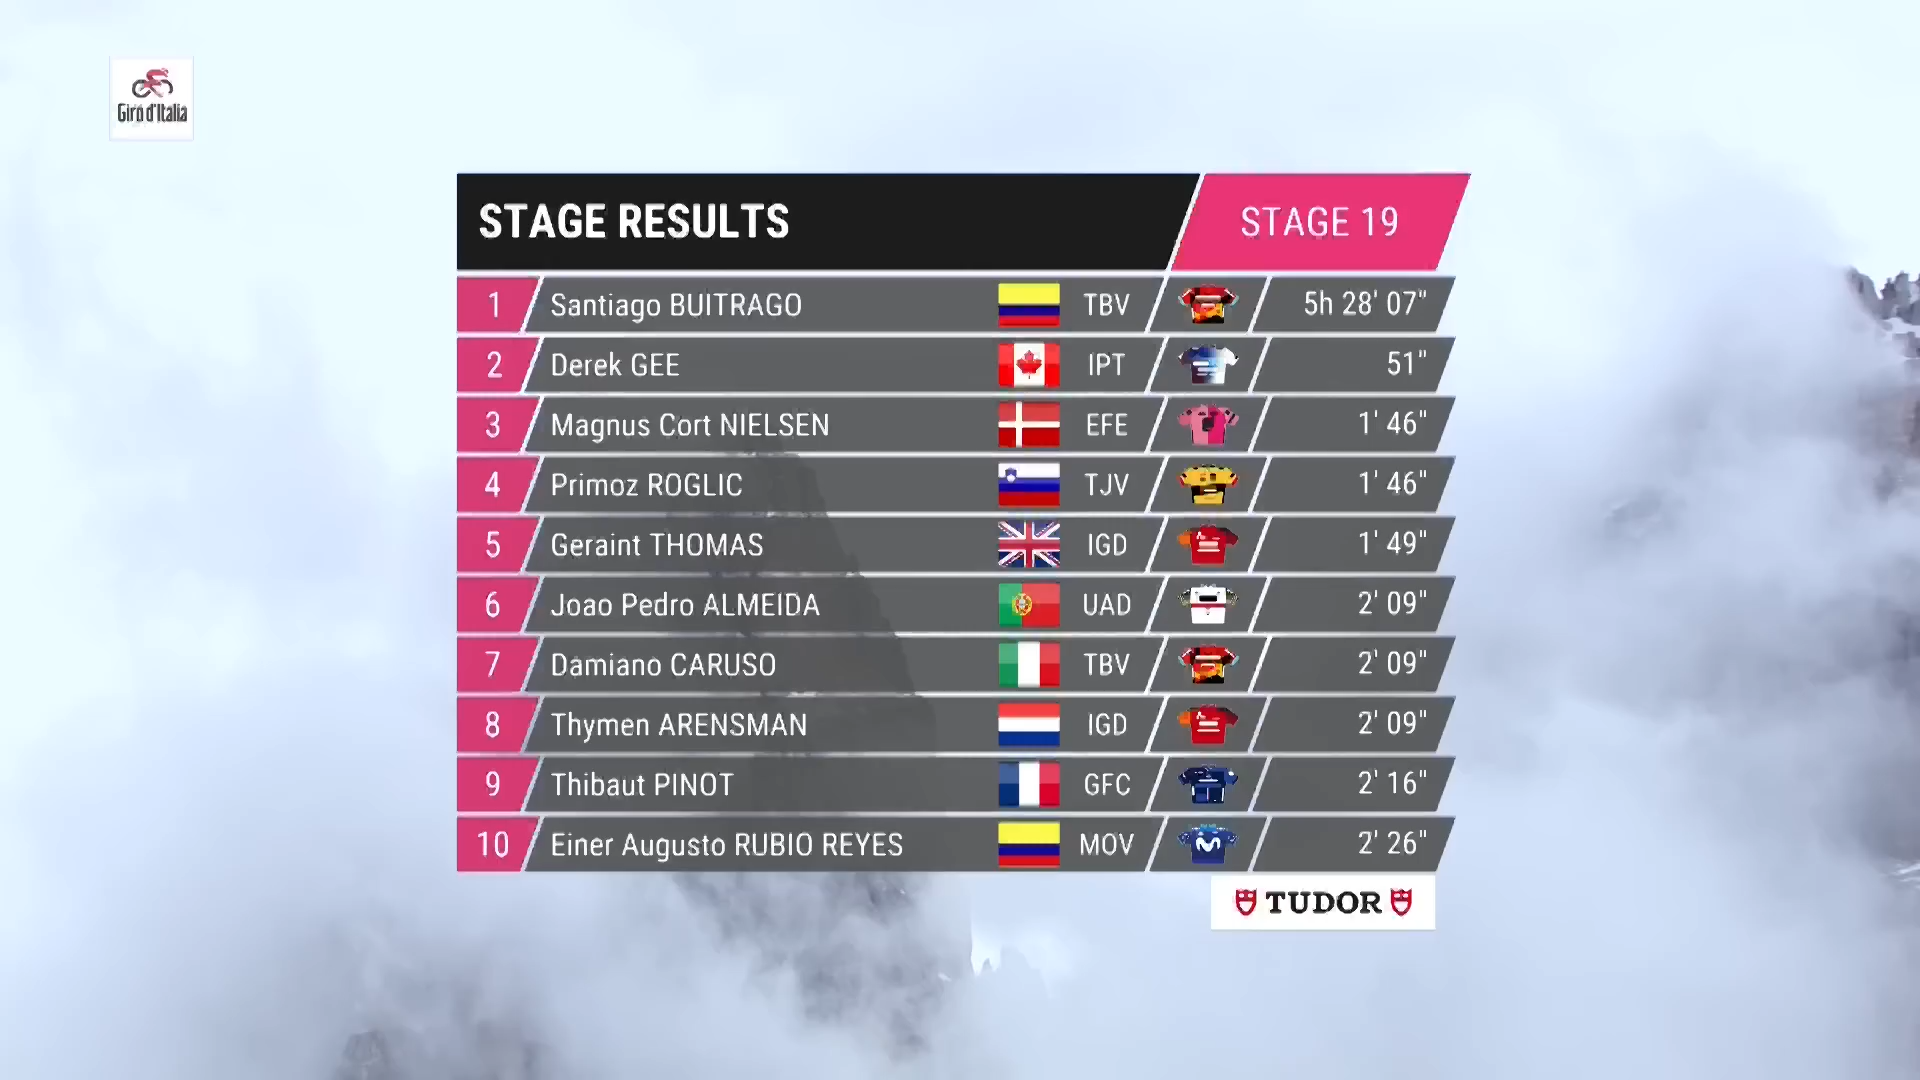 Giro d'Italia
STAGE RESULTS STAGE 19
1 Santiago BUITRAGO TBV 5h 28' 07"
2 Derek GEE IPT 51"
3 Magnus Cort NIELSEN EFE 1' 46"
4 Primoz ROGLIC TJV 1' 46"
5 Geraint THOMAS IGD 1' 49"
6 Joao Pedro ALMEIDA UAD 2' 09"
7 Damiano CARUSO TBV 2' 09"
8 Thymen ARENSMAN IGD 2' 09"
9 Thibaut PINOT GFC 2' 16"
10 Einer Augusto RUBIO REYES MOV 2' 26"
TUDOR